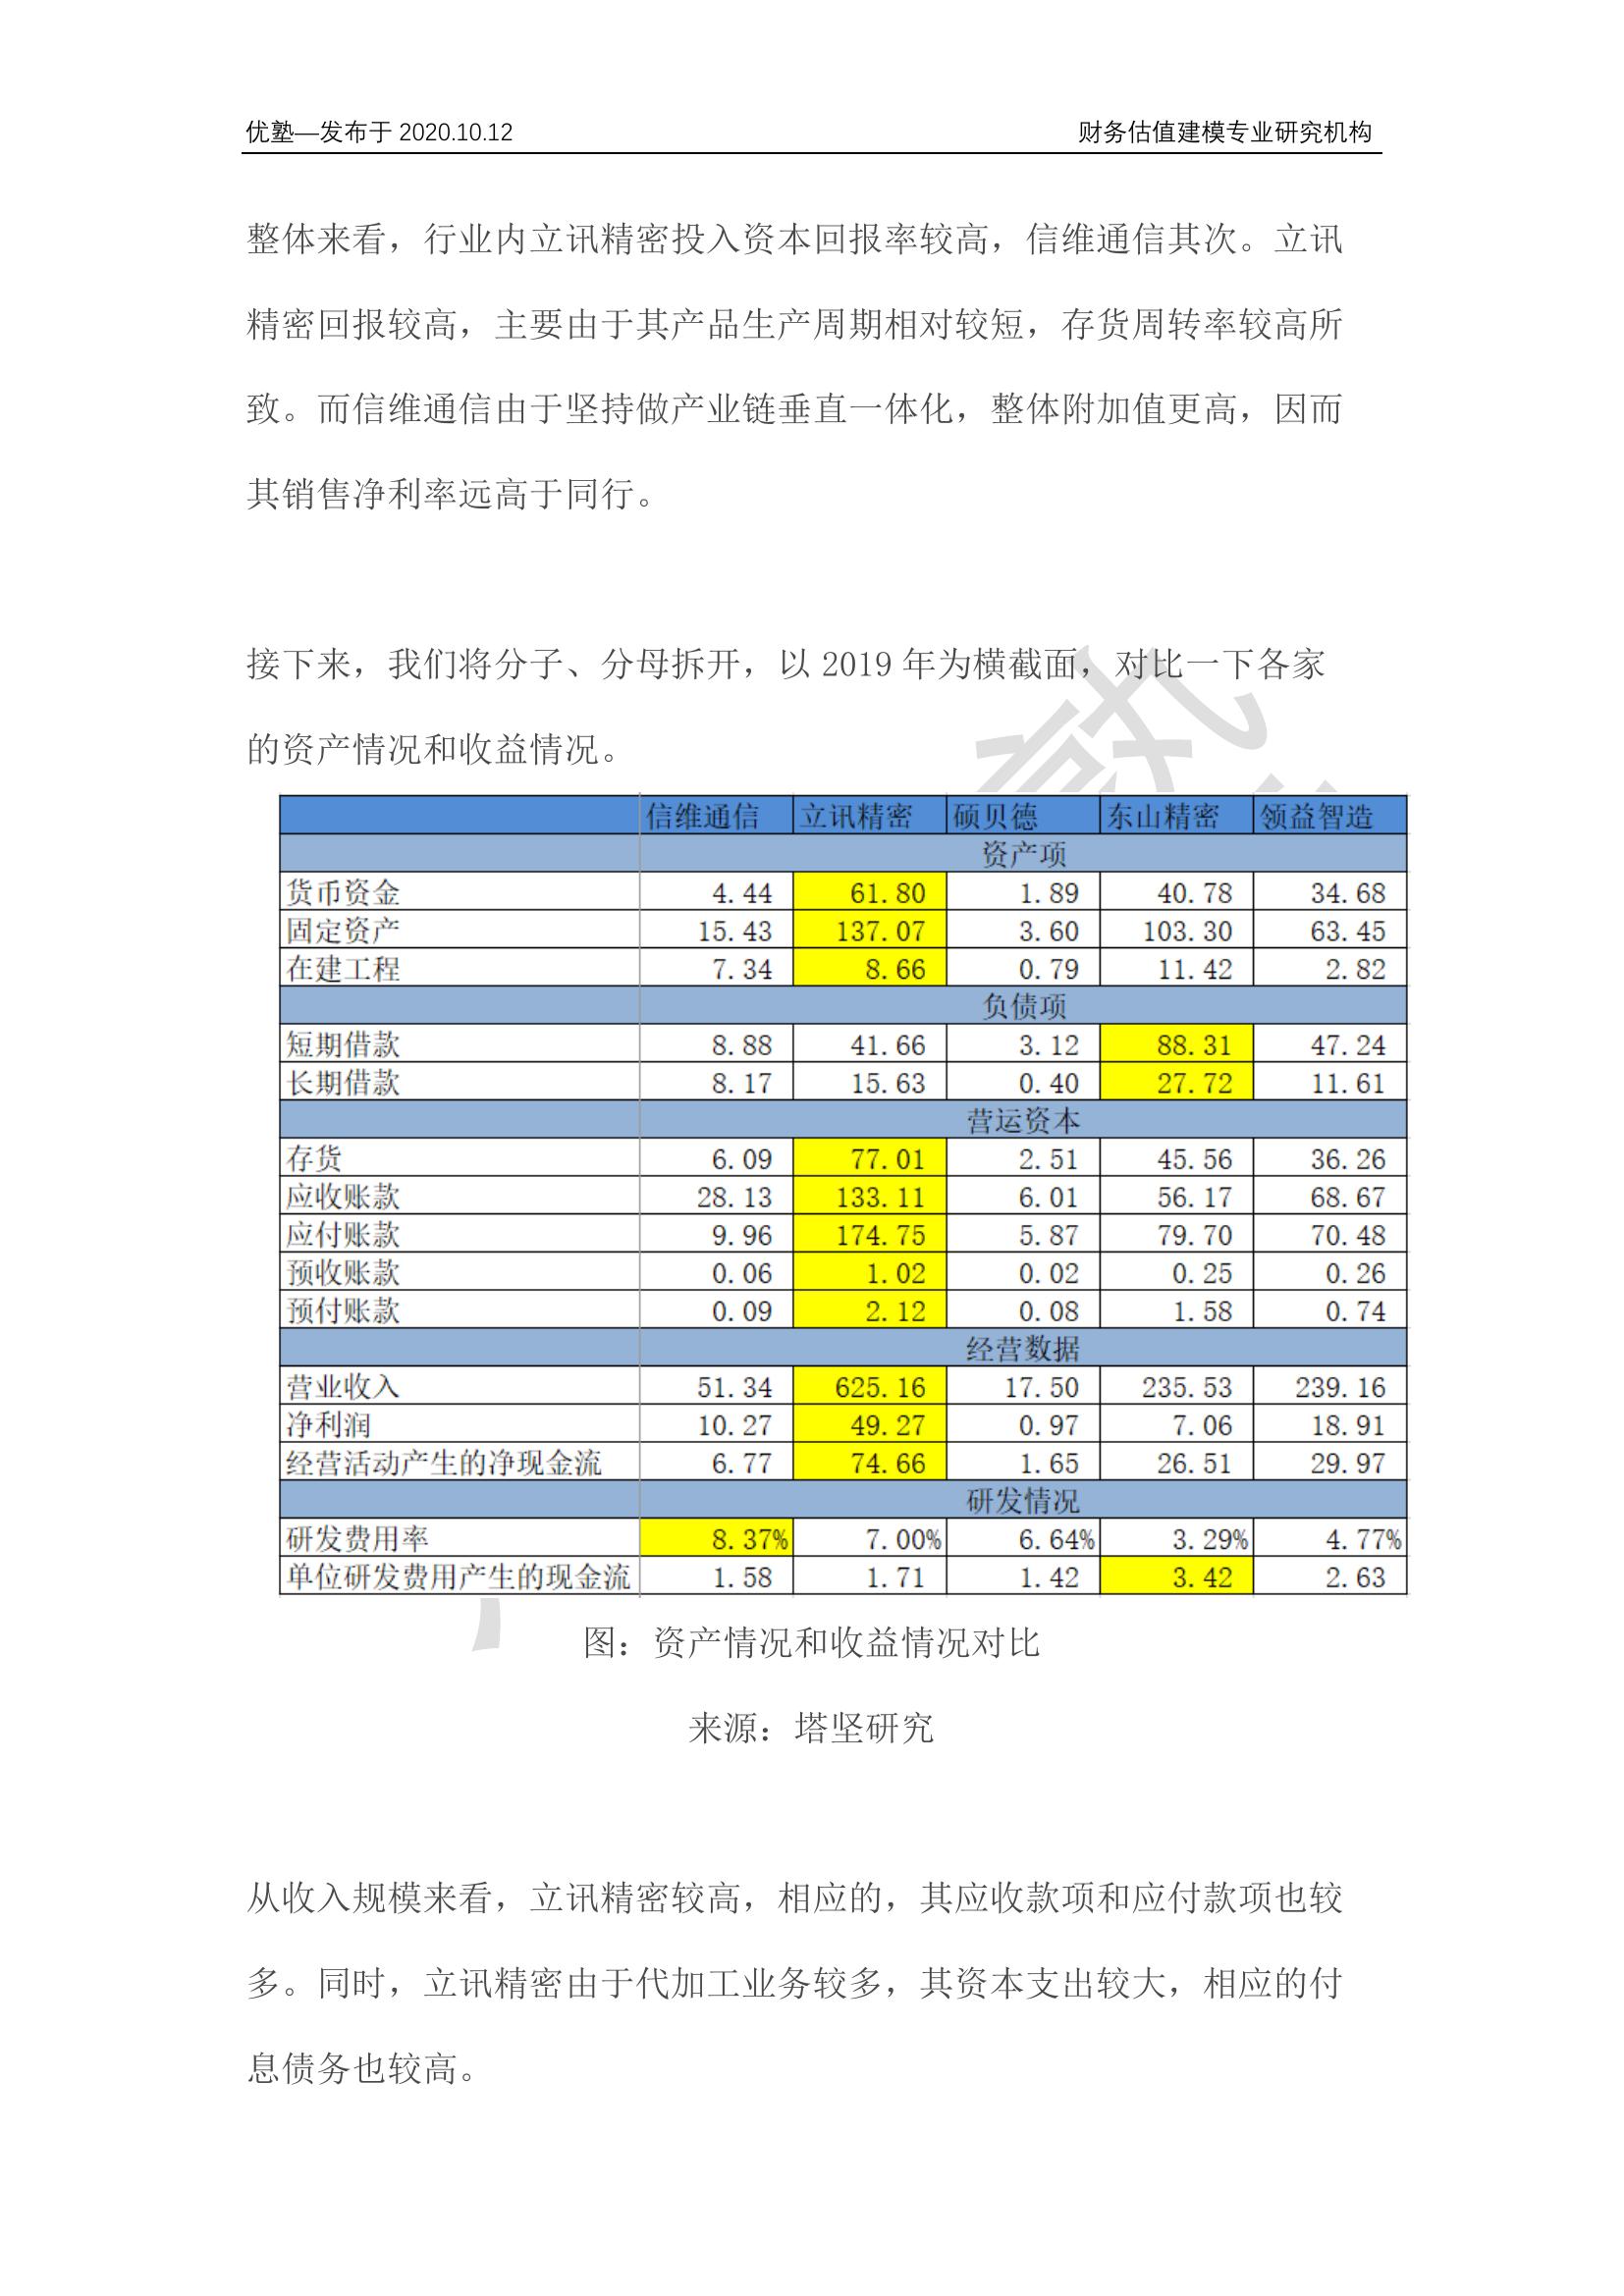 优塾—发布于 2020.10.12 财务估值建模专业研究机构
整体来看，行业内立讯精密投入资本回报率较高，信维通信其次。立讯
精密回报较高，主要由于其产品生产周期相对较短，存货周转率较高所
致。而信维通信由于坚持做产业链垂直一体化，整体附加值更高，因而
其销售净利率远高于同行。
接下来，我们将分子、分母拆开，以 2019 年为横截面，对比一下各家
的资产情况和收益情况。
信维通信 立讯精密 硕贝德 东山精密 领益智造
资产项
货币资金 4.44 61.80 1.89 40.78 34.68
固定资产 15.43 137.07 3.60 103.30 63.45
在建工程 7.34 8.66 0.79 11.42 2.82
负债项
短期借款 8.88 41.66 3.12 88.31 47.24
长期借款 8.17 15.63 0.40 27.72 11.61
营运资本
存货 6.09 77.01 2.51 45.56 36.26
应收账款 28.13 133.11 6.01 56.17 68.67
应付账款 9.96 174.75 5.87 79.70 70.48
预收账款 0.06 1.02 0.02 0.25 0.26
预付账款 0.09 2.12 0.08 1.58 0.74
经营数据
营业收入 51.34 625.16 17.50 235.53 239.16
净利润 10.27 49.27 0.97 7.06 18.91
经营活动产生的净现金流 6.77 74.66 1.65 26.51 29.97
研发情况
研发费用率 8.37% 7.00% 6.64% 3.29% 4.77%
单位研发费用产生的现金流 1.58 1.71 1.42 3.42 2.63
图：资产情况和收益情况对比
来源：塔坚研究
从收入规模来看，立讯精密较高，相应的，其应收款项和应付款项也较
多。同时，立讯精密由于代加工业务较多，其资本支出较大，相应的付
息债务也较高。